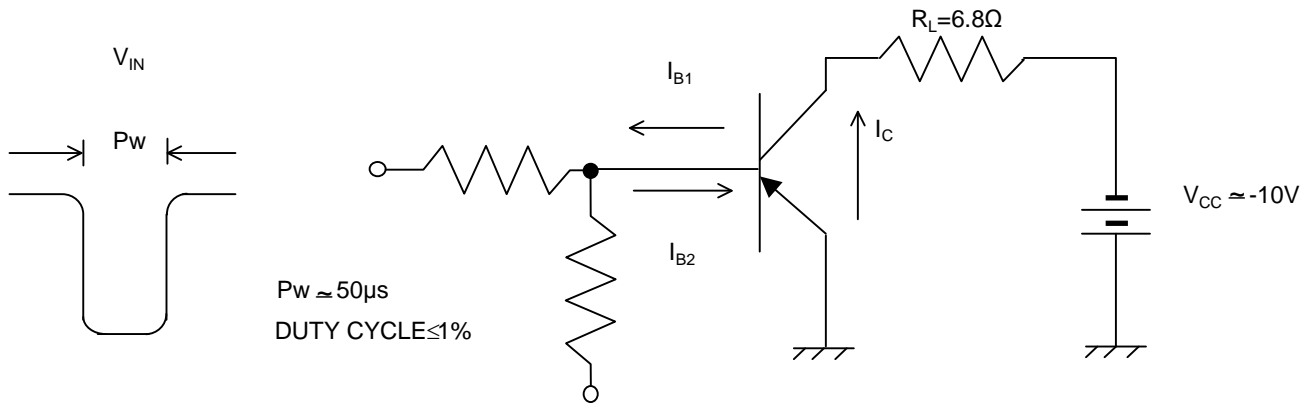 V_IN
Pw
Pw ≃ 50µs
DUTY CYCLE≤1%
I_B1
I_B2
I_C
R_L=6.8Ω
V_CC ≃ -10V